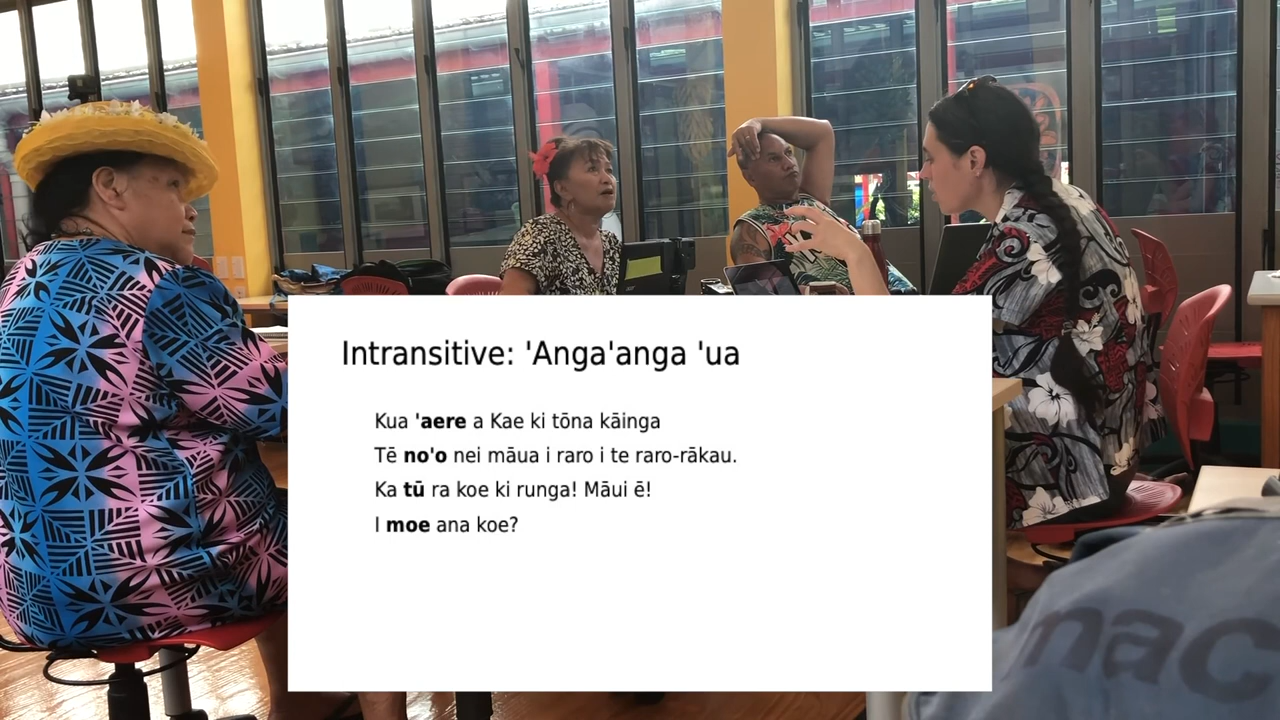 Intransitive: 'Anga'anga 'ua
Kua 'aere a Kae ki tōna kāinga
Tē no'o nei māua i raro i te raro-rākau.
Ka tū ra koe ki runga! Māui ē!
I moe ana koe?
nac